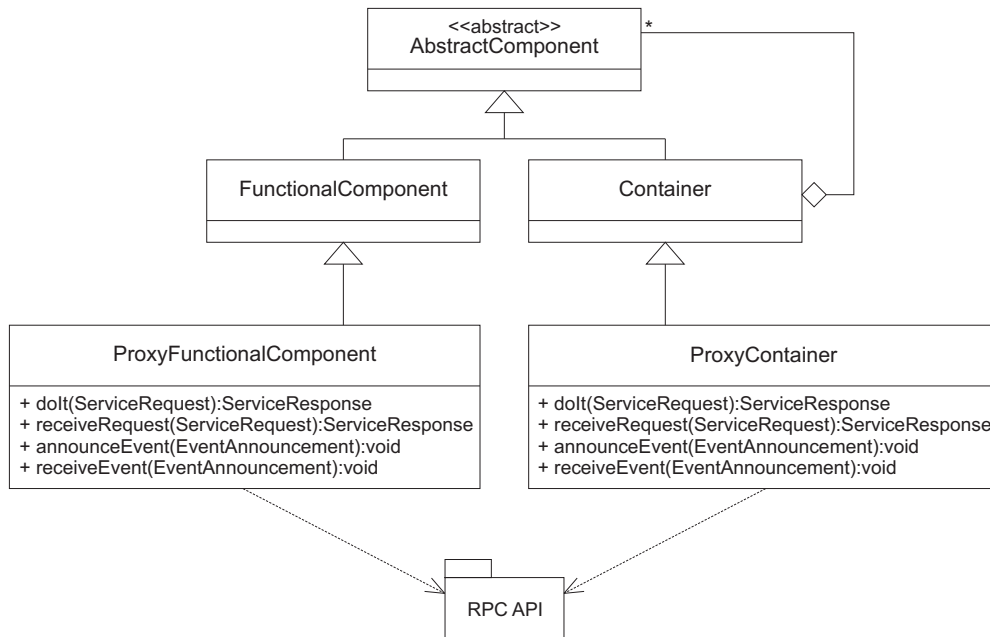 <<abstract>>
AbstractComponent
*
FunctionalComponent
Container
ProxyFunctionalComponent
+ doIt(ServiceRequest):ServiceResponse
+ receiveRequest(ServiceRequest):ServiceResponse
+ announceEvent(EventAnnouncement):void
+ receiveEvent(EventAnnouncement):void
ProxyContainer
+ doIt(ServiceRequest):ServiceResponse
+ receiveRequest(ServiceRequest):ServiceResponse
+ announceEvent(EventAnnouncement):void
+ receiveEvent(EventAnnouncement):void
RPC API